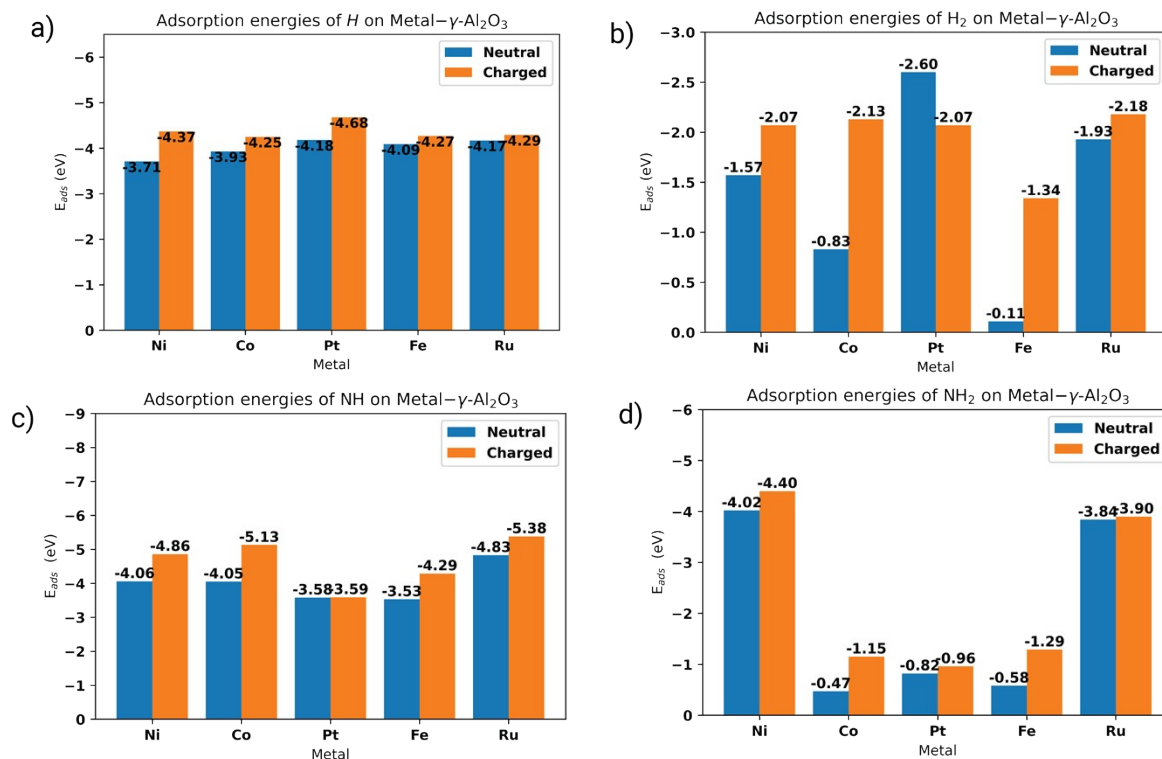 a)
Adsorption energies of H on Metal−γ-Al₂O₃
E_ads (eV)
−6
−5
−4
−3
−2
−1
0
Neutral
Charged
-3.71
-4.37
-3.93
-4.25
-4.18
-4.68
-4.09
-4.27
-4.17
-4.29
Ni Co Pt Fe Ru
Metal
b)
Adsorption energies of H₂ on Metal−γ-Al₂O₃
E_ads (eV)
−3.0
−2.5
−2.0
−1.5
−1.0
−0.5
0.0
Neutral
Charged
-1.57
-2.07
-0.83
-2.13
-2.60
-2.07
-0.11
-1.34
-1.93
-2.18
Ni Co Pt Fe Ru
Metal
c)
Adsorption energies of NH on Metal−γ-Al₂O₃
E_ads (eV)
−9
−8
−7
−6
−5
−4
−3
−2
−1
0
Neutral
Charged
-4.06
-4.86
-4.05
-5.13
-3.58
-3.59
-3.53
-4.29
-4.83
-5.38
Ni Co Pt Fe Ru
Metal
d)
Adsorption energies of NH₂ on Metal−γ-Al₂O₃
E_ads (eV)
−6
−5
−4
−3
−2
−1
0
Neutral
Charged
-4.02
-4.40
-0.47
-1.15
-0.82
-0.96
-0.58
-1.29
-3.84
-3.90
Ni Co Pt Fe Ru
Metal